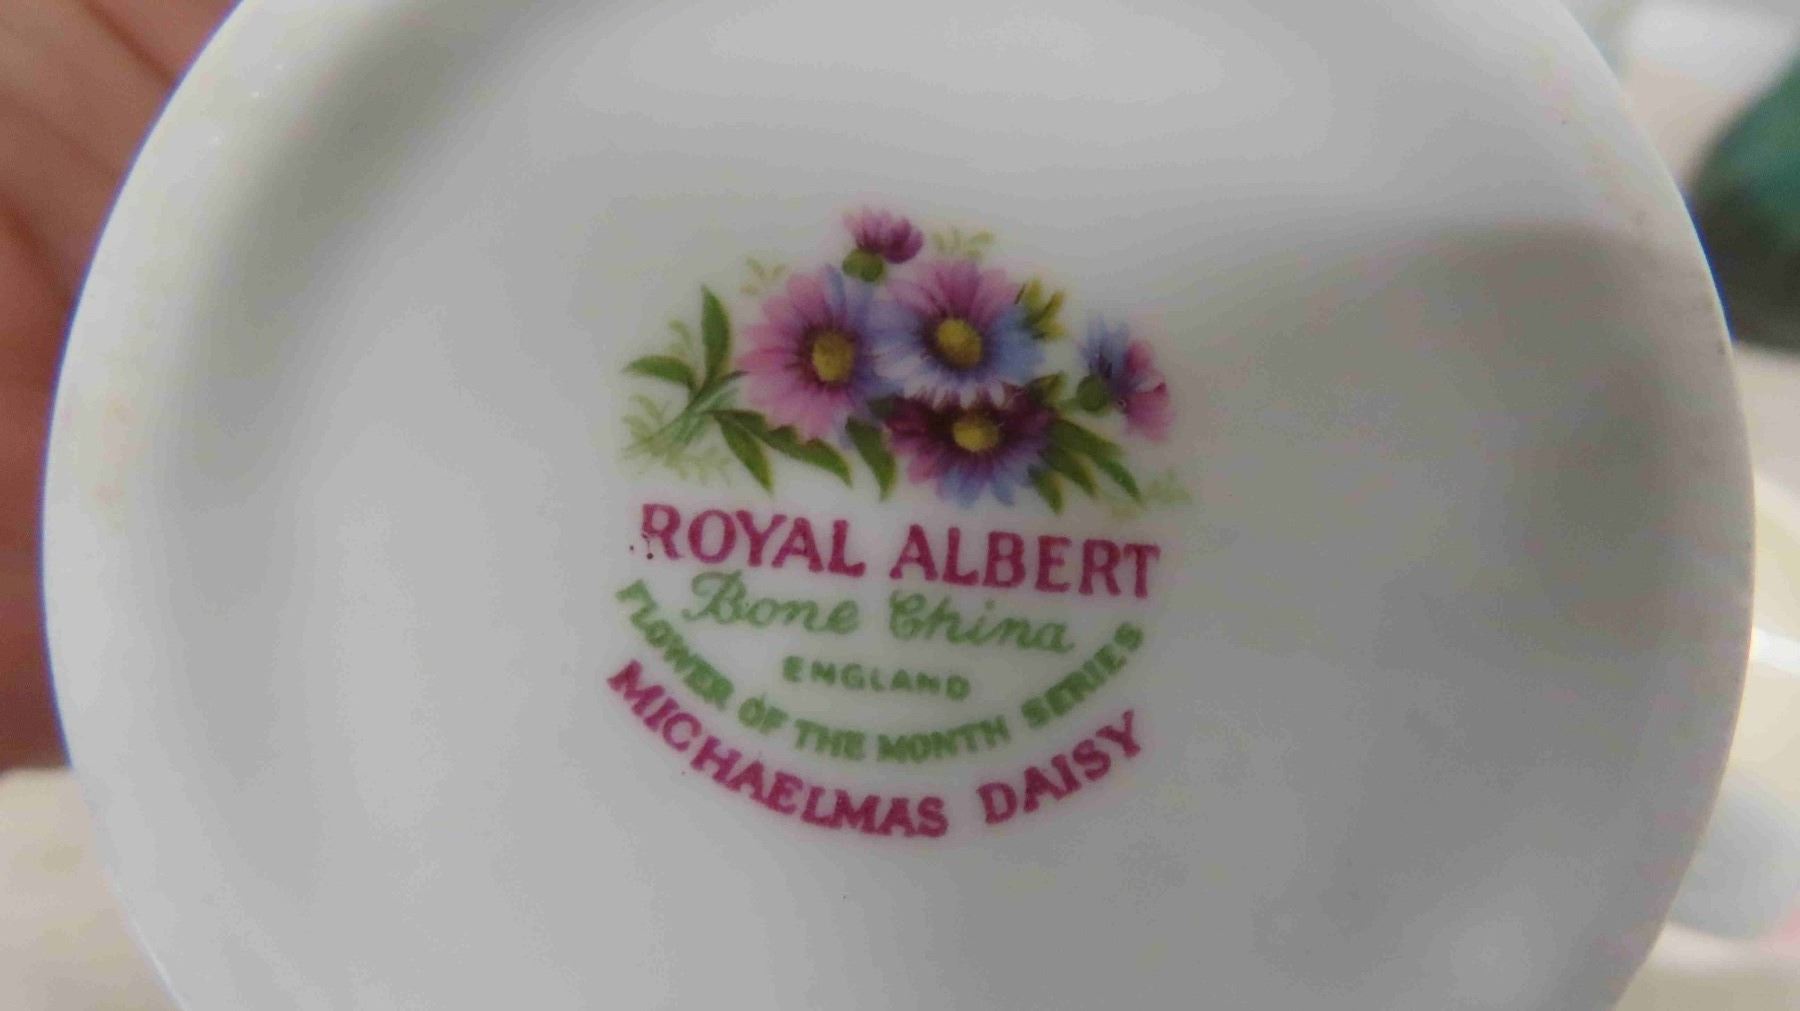 ROYAL ALBERT
Bone China
ENGLAND
FLOWER OF THE MONTH SERIES
MICHAELMAS DAISY